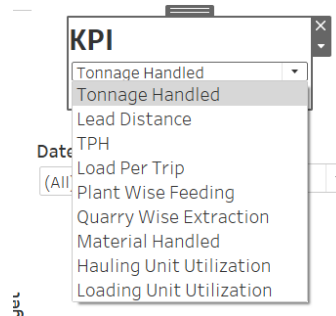 KPI
Tonnage Handled
Tonnage Handled
Lead Distance
TPH
Load Per Trip
Plant Wise Feeding
Quarry Wise Extraction
Material Handled
Hauling Unit Utilization
Loading Unit Utilization
Date
(All)